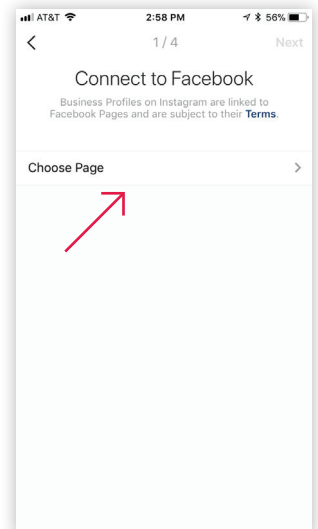 AT&T 2:58 PM 56%
1 / 4 Next
Connect to Facebook
Business Profiles on Instagram are linked to
Facebook Pages and are subject to their Terms.
Choose Page